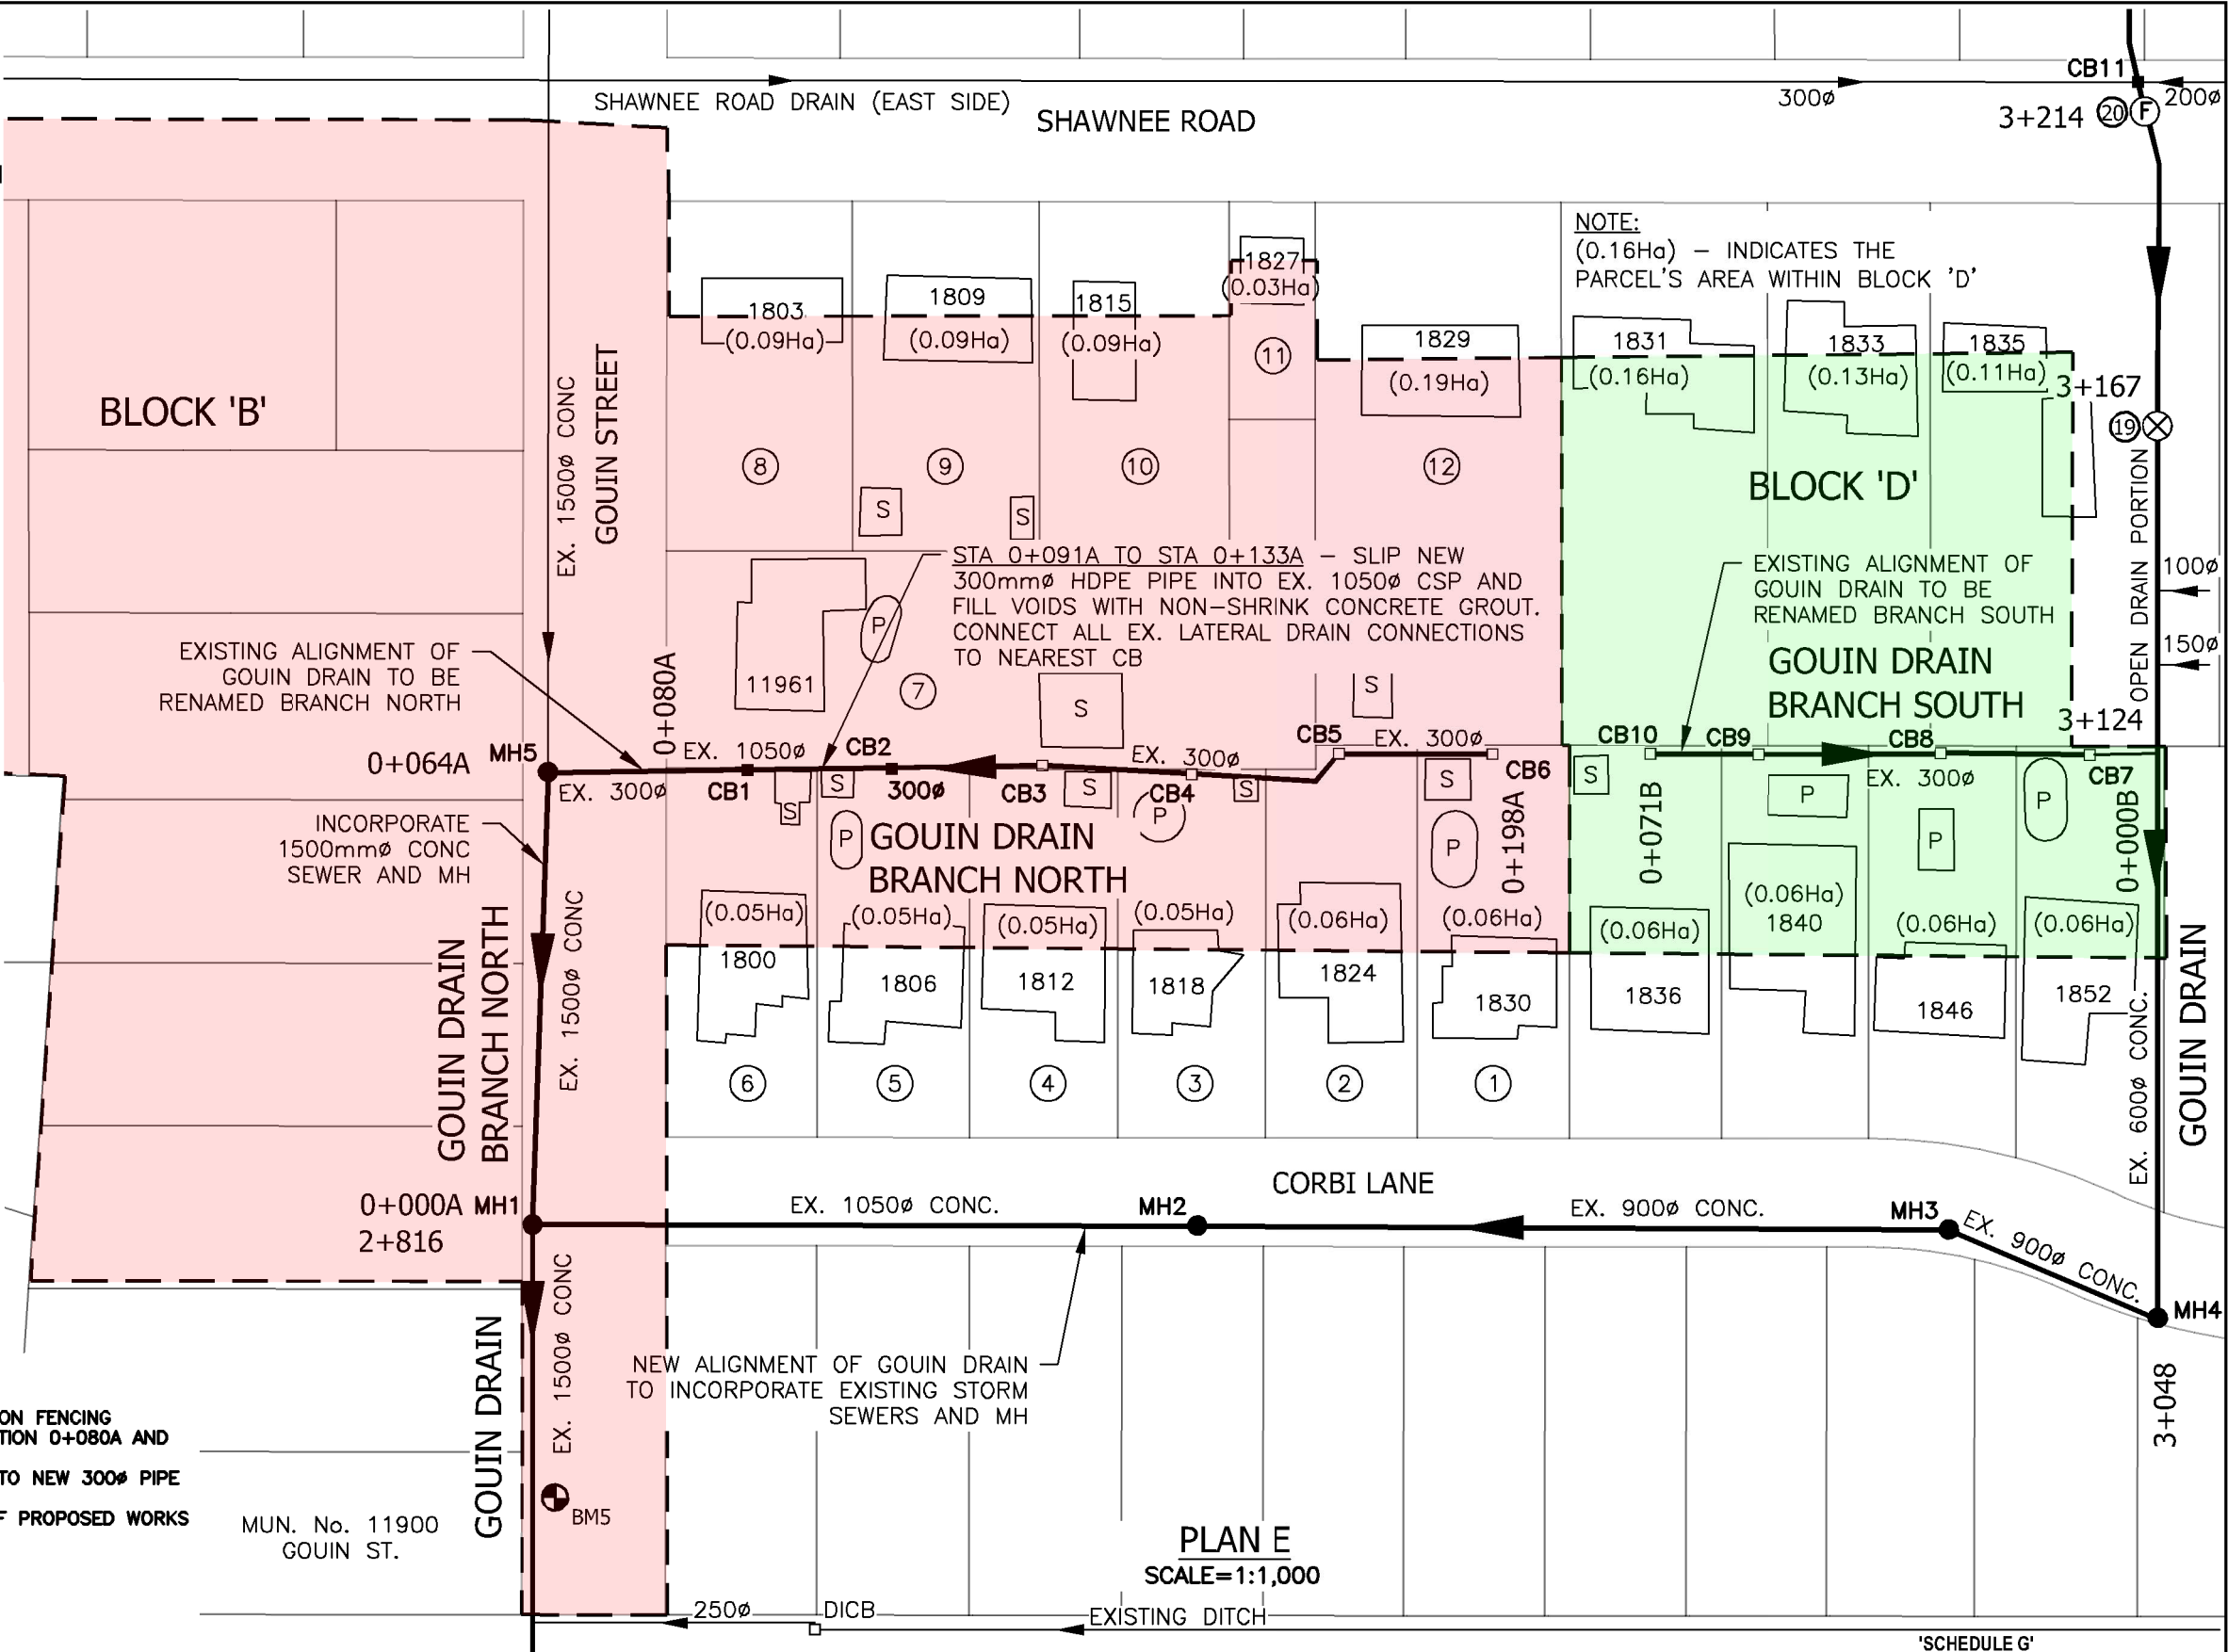 CB11
SHAWNEE ROAD DRAIN (EAST SIDE)
300ø
200ø
SHAWNEE ROAD
3+214
20
F
NOTE:
(0.16Ha) – INDICATES THE
PARCEL'S AREA WITHIN BLOCK 'D'
1827
(0.03Ha)
1803
(0.09Ha)
1809
(0.09Ha)
1815
(0.09Ha)
11
1829
(0.19Ha)
1831
(0.16Ha)
1833
(0.13Ha)
1835
(0.11Ha)
3+167
19
BLOCK 'B'
EX. 1500ø CONC
GOUIN STREET
8
9
10
12
BLOCK 'D'
S
S
OPEN DRAIN PORTION
STA 0+091A TO STA 0+133A – SLIP NEW
300mmø HDPE PIPE INTO EX. 1050ø CSP AND
FILL VOIDS WITH NON-SHRINK CONCRETE GROUT.
CONNECT ALL EX. LATERAL DRAIN CONNECTIONS
TO NEAREST CB
EXISTING ALIGNMENT OF
GOUIN DRAIN TO BE
RENAMED BRANCH SOUTH
100ø
150ø
EXISTING ALIGNMENT OF
GOUIN DRAIN TO BE
RENAMED BRANCH NORTH
0+080A
P
11961
7
S
S
GOUIN DRAIN
BRANCH SOUTH
3+124
0+064A
MH5
EX. 1050ø
CB2
EX. 300ø
CB5
EX. 300ø
CB6
CB10
CB9
CB8
CB7
EX. 300ø
EX. 300ø
CB1
S
S
300ø
CB3
S
CB4
S
S
S
P
P
P
INCORPORATE
1500mmø CONC
SEWER AND MH
P
P
P
GOUIN DRAIN
BRANCH NORTH
0+198A
0+071B
0+000B
(0.05Ha)
(0.05Ha)
(0.05Ha)
(0.05Ha)
(0.06Ha)
(0.06Ha)
(0.06Ha)
(0.06Ha)
1840
(0.06Ha)
(0.06Ha)
1800
1806
1812
1818
1824
1830
1836
1846
1852
GOUIN DRAIN
BRANCH NORTH
EX. 1500ø CONC
6
5
4
3
2
1
EX. 600ø CONC.
GOUIN DRAIN
CORBI LANE
0+000A MH1
2+816
EX. 1050ø CONC.
MH2
EX. 900ø CONC.
MH3
EX. 900ø CONC.
MH4
NEW ALIGNMENT OF GOUIN DRAIN
TO INCORPORATE EXISTING STORM
SEWERS AND MH
GOUIN DRAIN
EX. 1500ø CONC
3+048
ON FENCING
TION 0+080A AND
TO NEW 300ø PIPE
F PROPOSED WORKS
MUN. No. 11900
GOUIN ST.
BM5
PLAN E
SCALE=1:1,000
250ø
DICB
EXISTING DITCH
'SCHEDULE G'